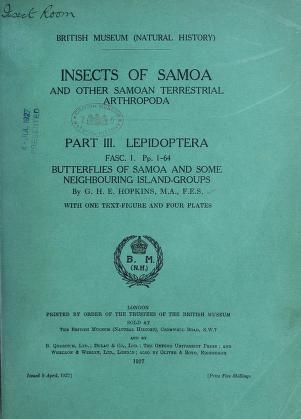 Insect Room
BRITISH MUSEUM (NATURAL HISTORY)
INSECTS OF SAMOA
AND OTHER SAMOAN TERRESTRIAL
ARTHROPODA
PRESENTED
PART III. LEPIDOPTERA
FASC. 1. Pp. 1-64
BUTTERFLIES OF SAMOA AND SOME
NEIGHBOURING ISLAND-GROUPS
By G. H. E. HOPKINS, M.A., F.E.S.
WITH ONE TEXT-FIGURE AND FOUR PLATES
B. M.
(N.H.)
LONDON
PRINTED BY ORDER OF THE TRUSTEES OF THE BRITISH MUSEUM
SOLD AT
THE BRITISH MUSEUM (NATURAL HISTORY), CROMWELL ROAD, S.W.7
AND BY
B. QUARITCH, LTD.; DULAU & CO., LTD.; THE OXFORD UNIVERSITY PRESS; AND
WHELDON & WESLEY, LTD., LONDON; ALSO BY OLIVER & BOYD, EDINBURGH
1927
Issued 9 April, 1927]
[Price Five Shillings.